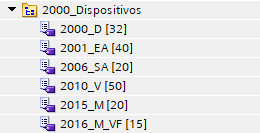 2000_Dispositivos
2000_D [32]
2001_EA [40]
2006_SA [20]
2010_V [50]
2015_M [20]
2016_M_VF [15]